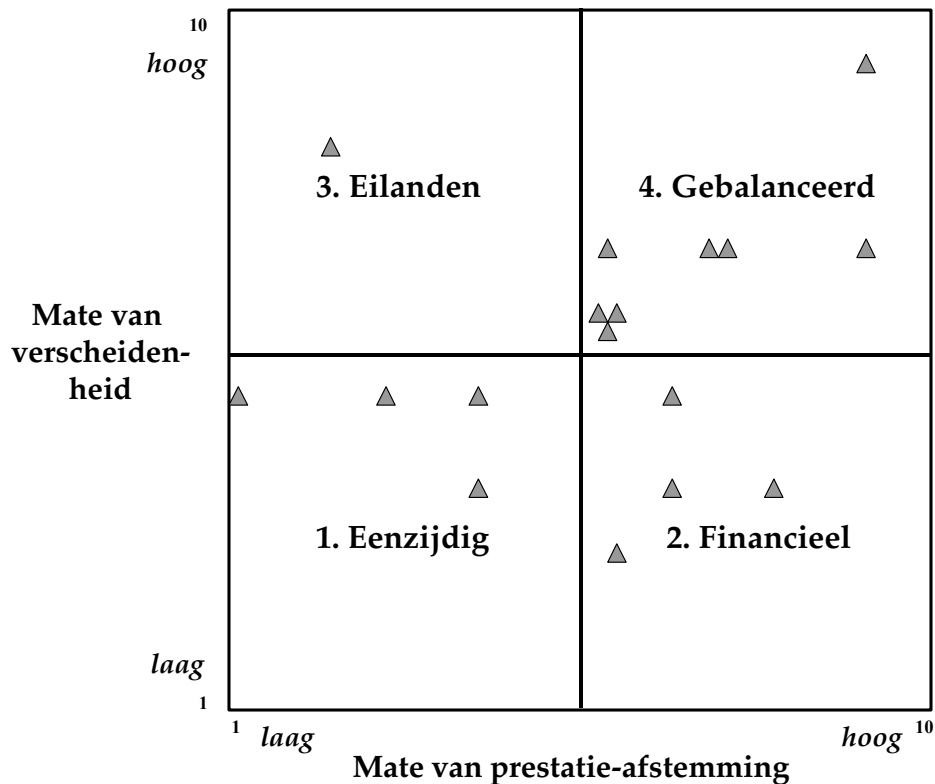 10
hoog
3. Eilanden
4. Gebalanceerd
Mate van
verscheiden-
heid
1. Eenzijdig
2. Financieel
laag
1
1
laag
hoog
10
Mate van prestatie-afstemming